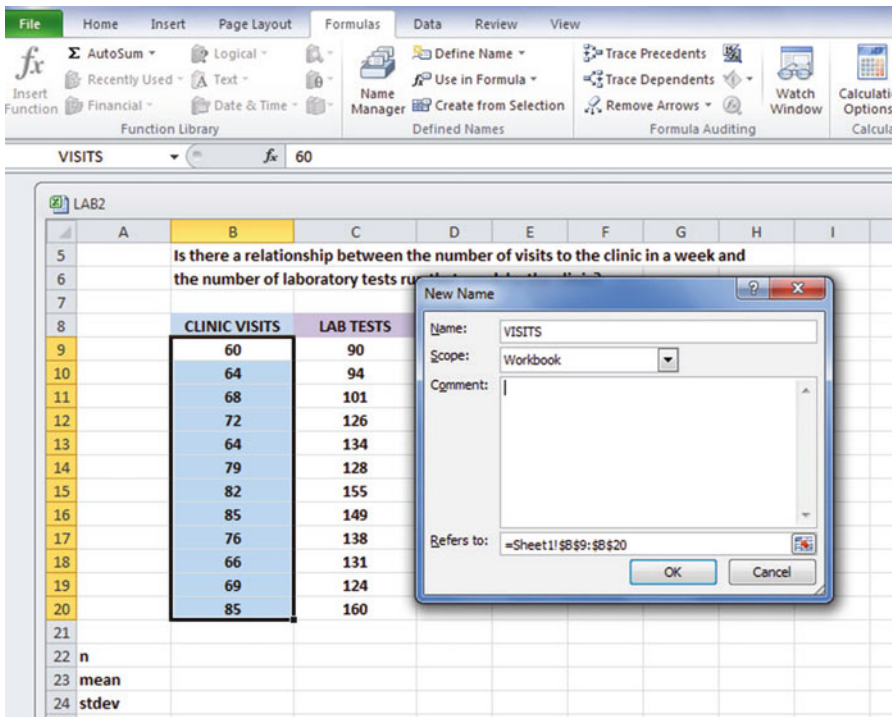 File Home Insert Page Layout Formulas Data Review View
Σ AutoSum Logical Define Name Trace Precedents
Recently Used Text Use in Formula Trace Dependents
Financial Date & Time Create from Selection Remove Arrows
fx Insert Function
Name Manager
Watch Window
Calculati Options
Function Library Defined Names Formula Auditing Calcula
VISITS fx 60
LAB2
A B C D E F G H I
5 Is there a relationship between the number of visits to the clinic in a week and
6 the number of laboratory tests
7
8 CLINIC VISITS LAB TESTS
9 60 90
10 64 94
11 68 101
12 72 126
13 64 134
14 79 128
15 82 155
16 85 149
17 76 138
18 66 131
19 69 124
20 85 160
21
22 n
23 mean
24 stdev
New Name
Name: VISITS
Scope: Workbook
Comment:
Refers to: =Sheet1!$B$9:$B$20
OK Cancel